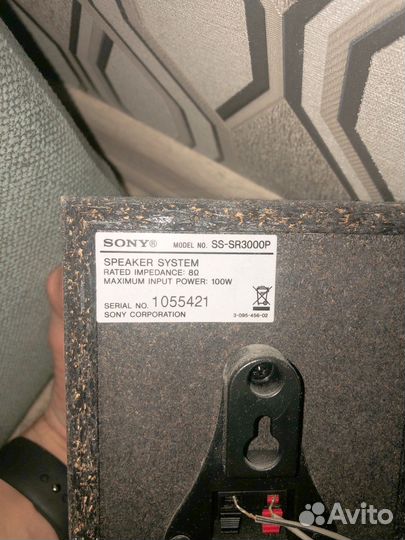 SONY® MODEL NO. SS-SR3000P
SPEAKER SYSTEM
RATED IMPEDANCE: 8Ω
MAXIMUM INPUT POWER: 100W
SERIAL NO. 1055421
SONY CORPORATION 3-095-456-02
Avito